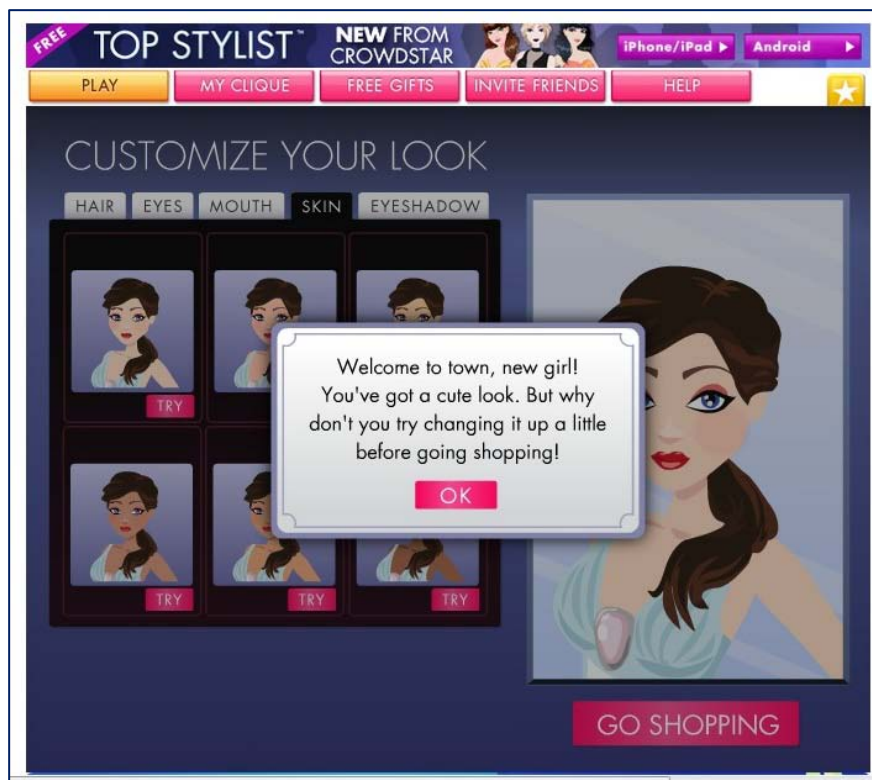 FREE
TOP STYLIST™
NEW FROM
CROWDSTAR
iPhone/iPad
Android
PLAY
MY CLIQUE
FREE GIFTS
INVITE FRIENDS
HELP
CUSTOMIZE YOUR LOOK
HAIR
EYES
MOUTH
SKIN
EYESHADOW
Welcome to town, new girl!
You've got a cute look. But why
don't you try changing it up a little
before going shopping!
OK
TRY
TRY
TRY
TRY
GO SHOPPING